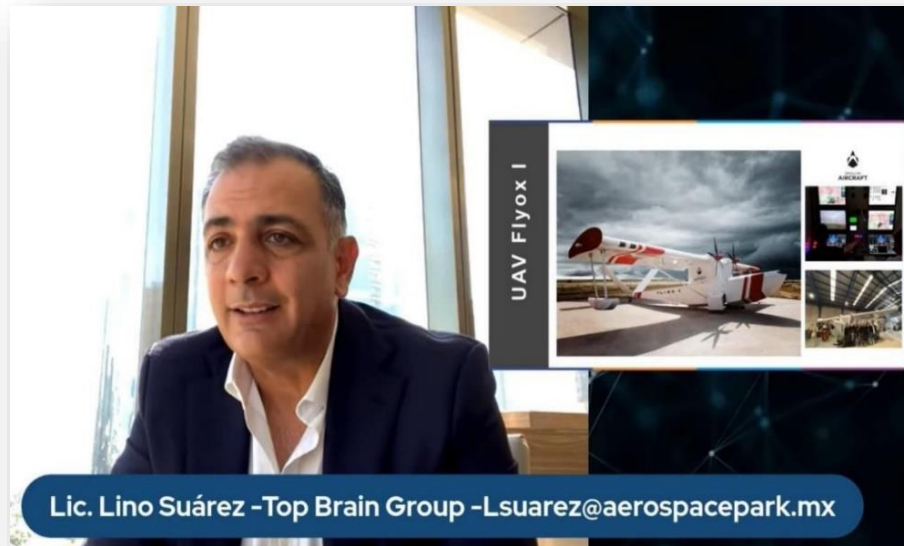 UAV Flyox I
AIRCRAFT
Lic. Lino Suárez -Top Brain Group -Lsuarez@aerospacepark.mx